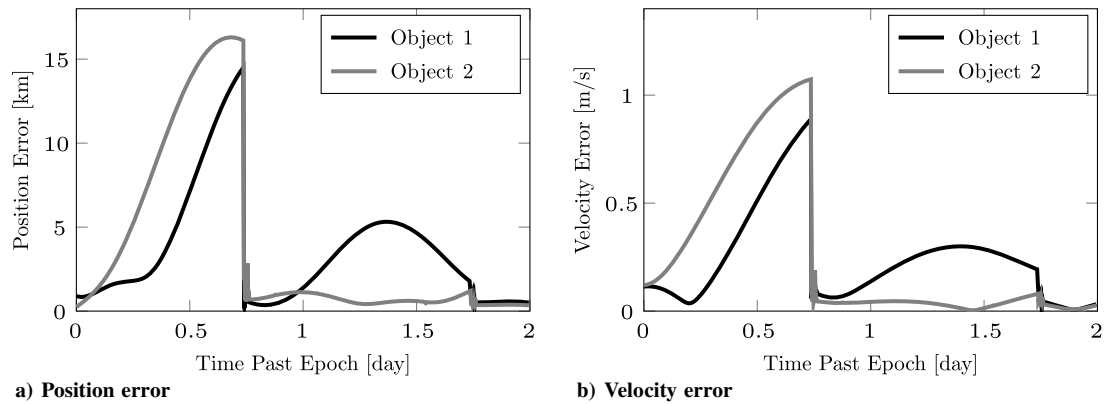 Object 1
Object 2
15
10
5
0
Position Error [km]
0
0.5
1
1.5
2
Time Past Epoch [day]
a) Position error
Object 1
Object 2
1
0.5
0
Velocity Error [m/s]
0
0.5
1
1.5
2
Time Past Epoch [day]
b) Velocity error